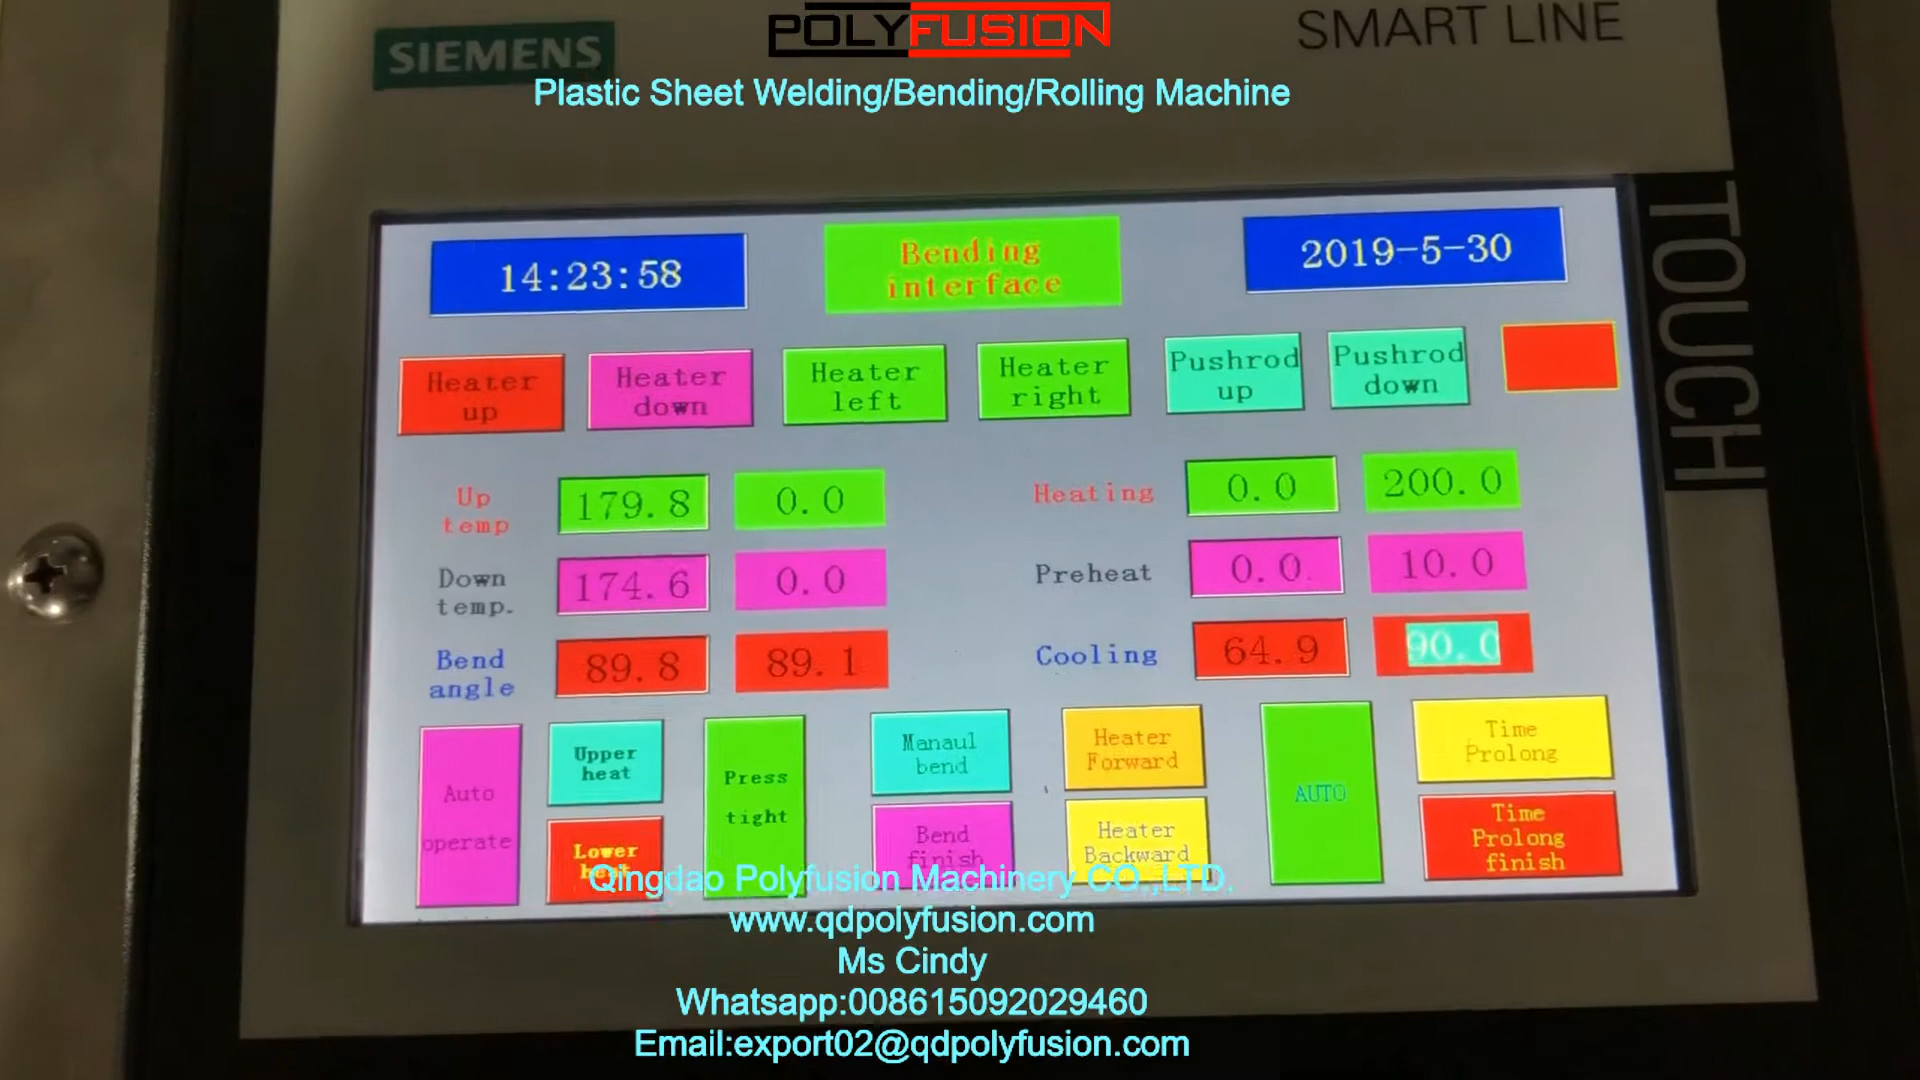 SIEMENS
POLYFUSION
SMART LINE
Plastic Sheet Welding/Bending/Rolling Machine
TOUCH
14:23:58
Bending
interface
2019-5-30
Heater
up
Heater
down
Heater
left
Heater
right
Pushrod
up
Pushrod
down
Up
temp
179.8
0.0
Heating
0.0
200.0
Down
temp.
174.6
0.0
Preheat
0.0
10.0
Bend
angle
89.8
89.1
Cooling
64.9
90.0
Auto
operate
Upper
heat
Lower
heat
Press
tight
Manaul
bend
Bend
finish
Heater
Forward
Heater
Backward
AUTO
Time
Prolong
Time
Prolong
finish
Qingdao Polyfusion Machinery CO.,LTD.
www.qdpolyfusion.com
Ms Cindy
Whatsapp:008615092029460
Email:export02@qdpolyfusion.com